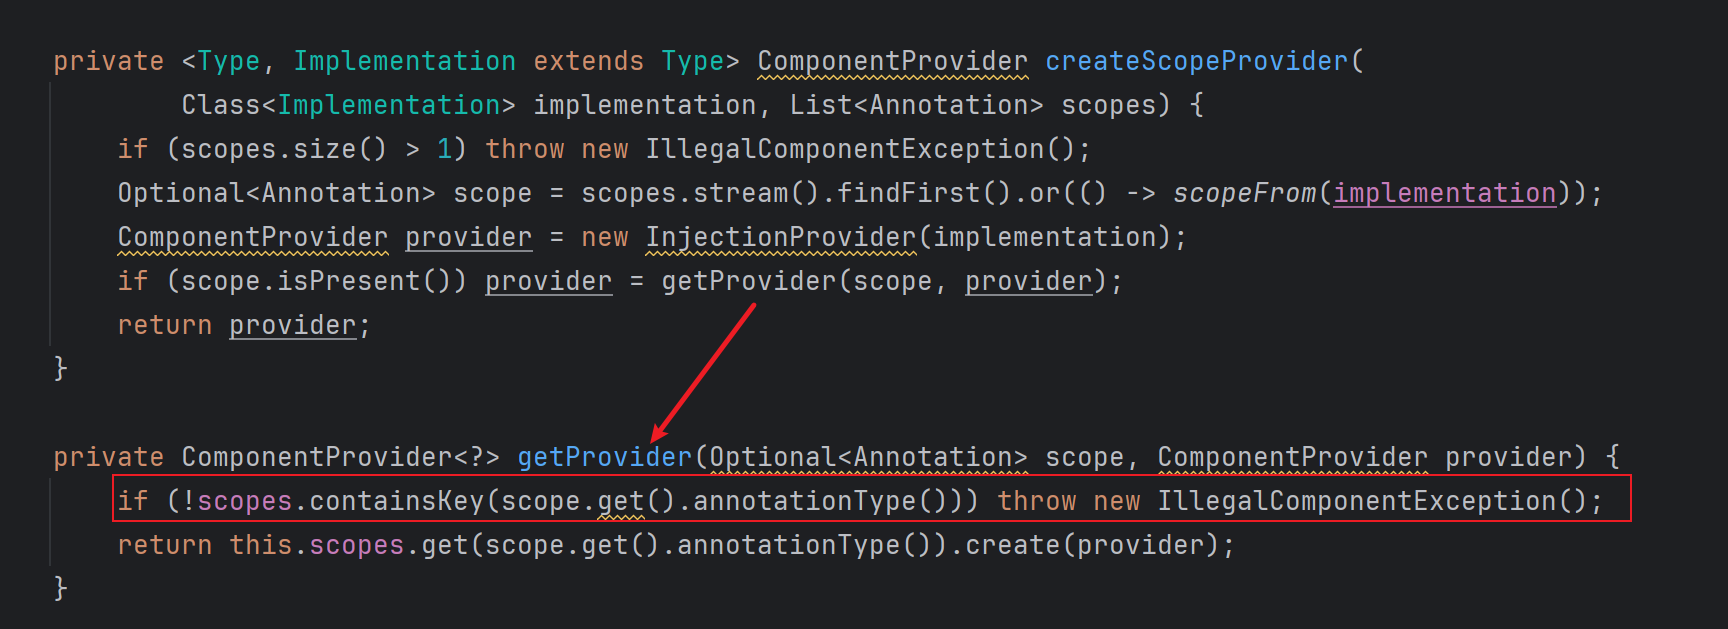 private <Type, Implementation extends Type> ComponentProvider createScopeProvider(
        Class<Implementation> implementation, List<Annotation> scopes) {
    if (scopes.size() > 1) throw new IllegalComponentException();
    Optional<Annotation> scope = scopes.stream().findFirst().or(() -> scopeFrom(implementation));
    ComponentProvider provider = new InjectionProvider(implementation);
    if (scope.isPresent()) provider = getProvider(scope, provider);
    return provider;
}
private ComponentProvider<?> getProvider(Optional<Annotation> scope, ComponentProvider provider) {
    if (!scopes.containsKey(scope.get().annotationType())) throw new IllegalComponentException();
    return this.scopes.get(scope.get().annotationType()).create(provider);
}